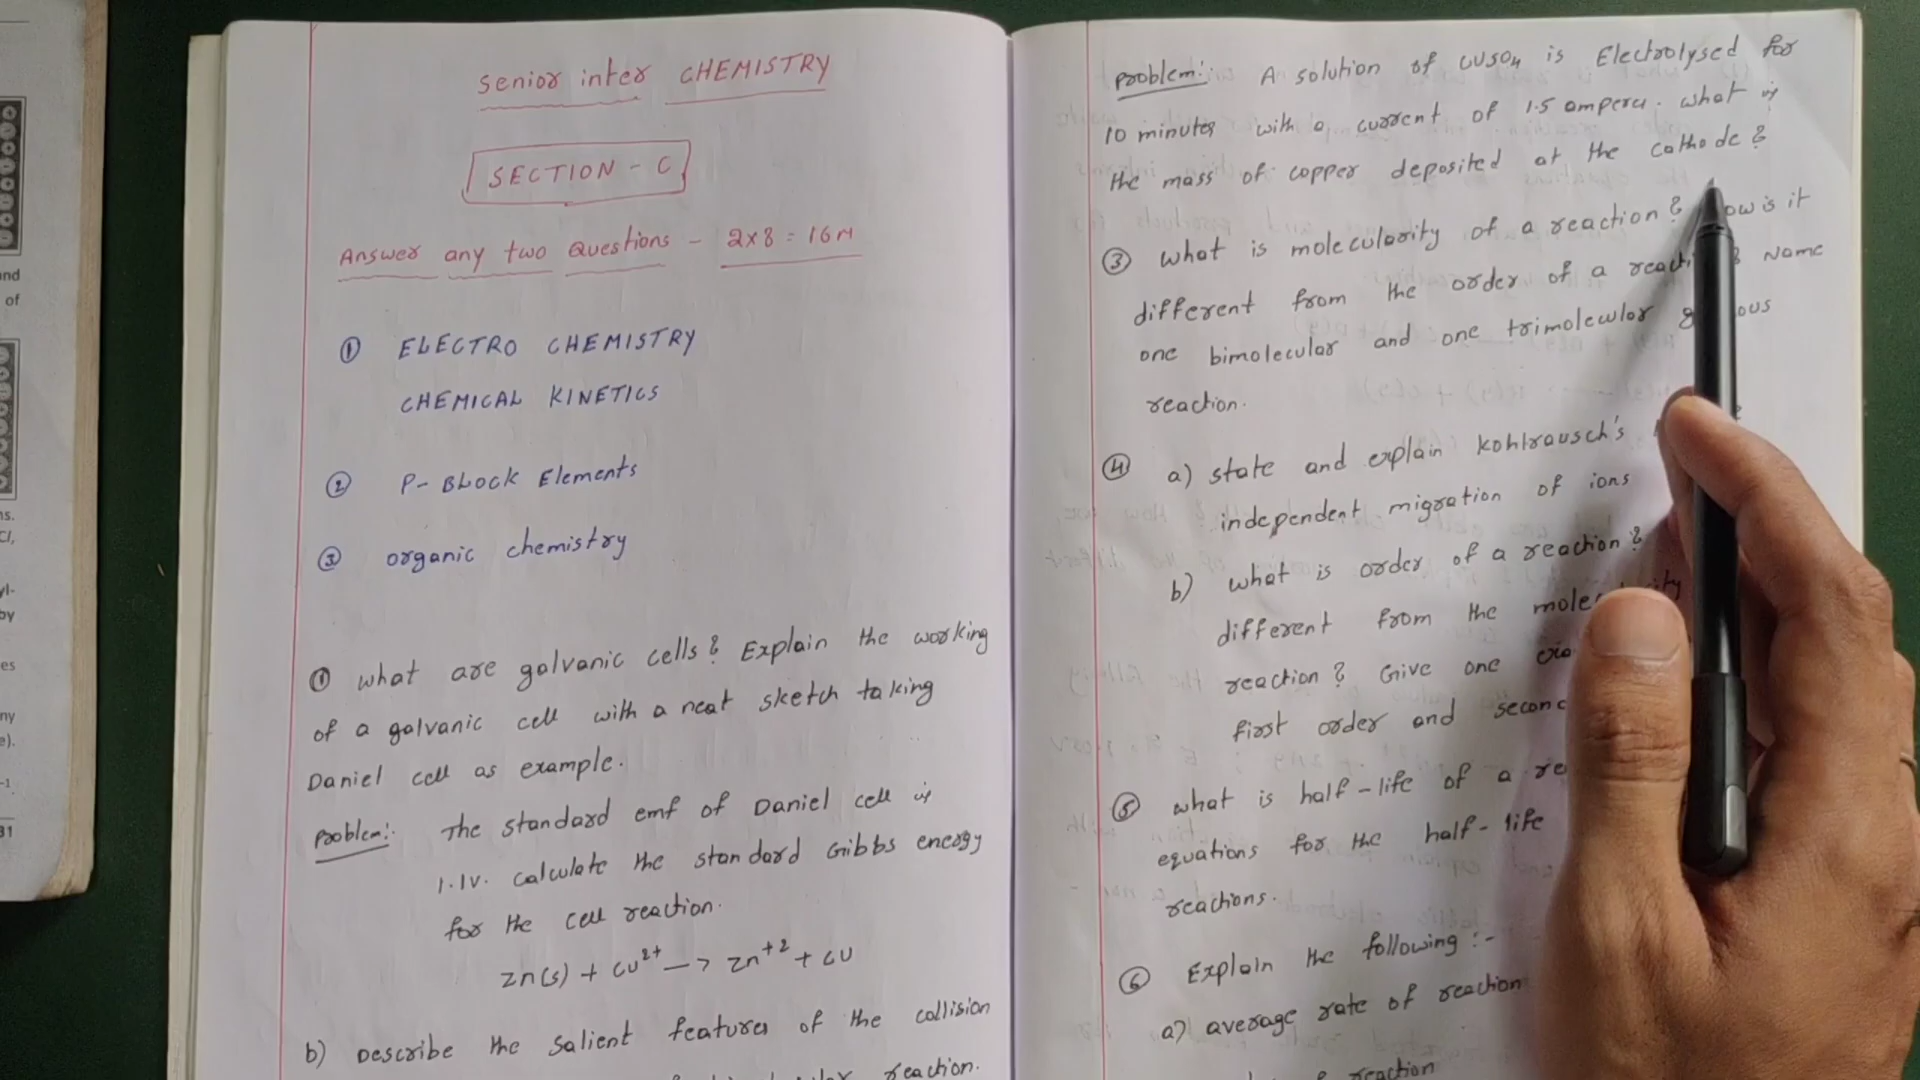 Senior inter CHEMISTRY
SECTION - C
Answer any two Questions - 2x8 = 16M
① ELECTRO CHEMISTRY
CHEMICAL KINETICS
② P-BLOCK Elements
③ organic chemistry
① what are galvanic cells? Explain the working
of a galvanic cell with a neat sketch taking
Daniel cell as example.
Problem:- The standard emf of Daniel cell is
1.1V. calculate the standard Gibbs energy
for the cell reaction.
Zn(s) + Cu²⁺ → Zn⁺² + Cu
b) Describe the salient features of the collision
reaction.
Problem:- A solution of CuSO₄ is Electrolysed for
10 minutes with a current of 1.5 ampere. what is
the mass of copper deposited at the cathode?
③ what is molecularity of a reaction? How is it
different from the order of a Name
one bimolecular and one trimolecular
reaction.
④ a) state and explain kohlrausch's
independent migration of ions
b) what is order of a reaction?
different from the
reaction? Give one
first order and
⑤ what is half-life of a
equations for the half-life
reactions.
⑥ Explain the following :-
a) average rate of reaction
reaction
and
of
31